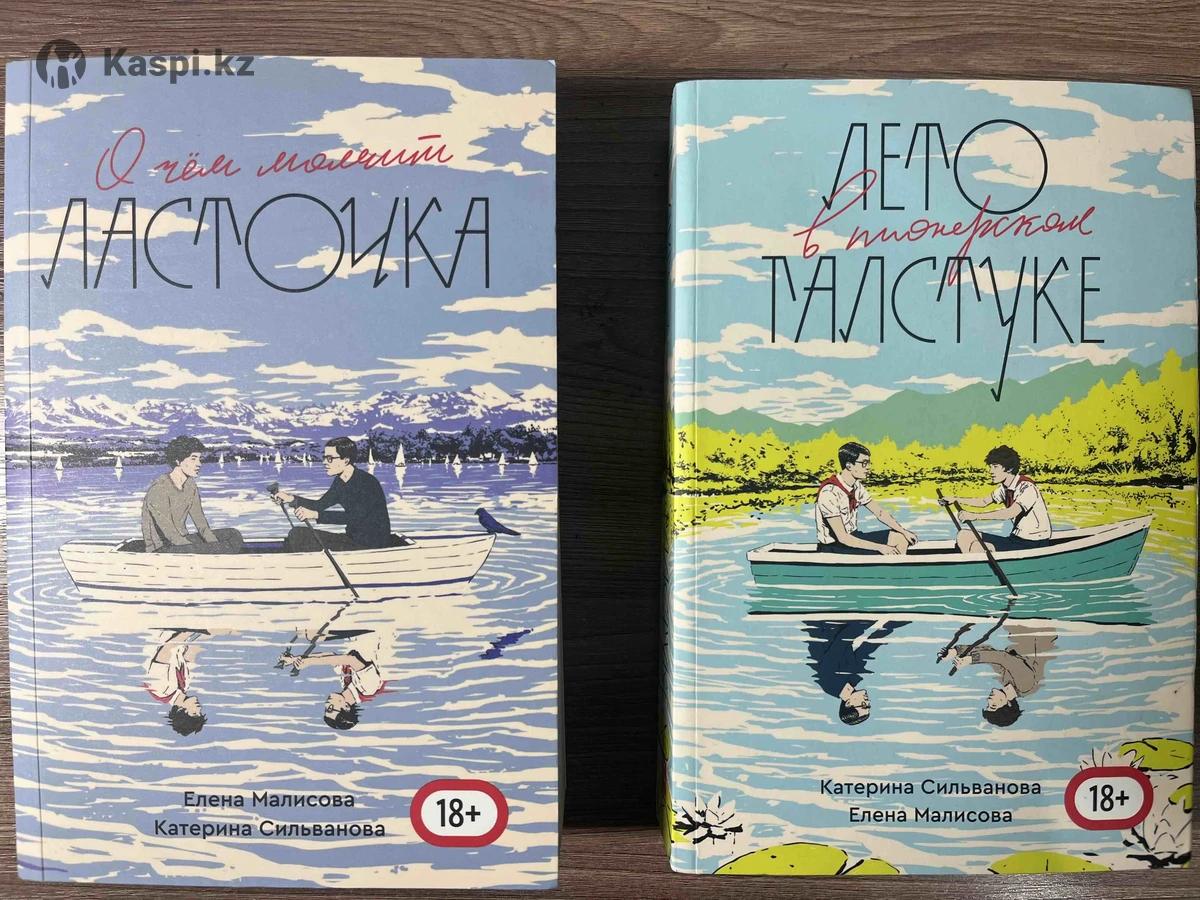 Kaspi.kz
О чём молчит
ЛАСТОЧКА
Елена Малисова
Катерина Сильванова
18+
ЛЕТО
в пионерском
ГАЛСТУКЕ
Катерина Сильванова
Елена Малисова
18+